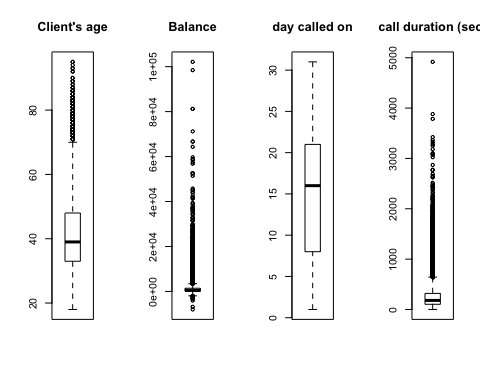 Client's age
Balance
day called on
call duration (sec
20
40
60
80
0e+00
2e+04
4e+04
6e+04
8e+04
1e+05
0
5
10
15
20
25
30
0
1000
2000
3000
4000
5000